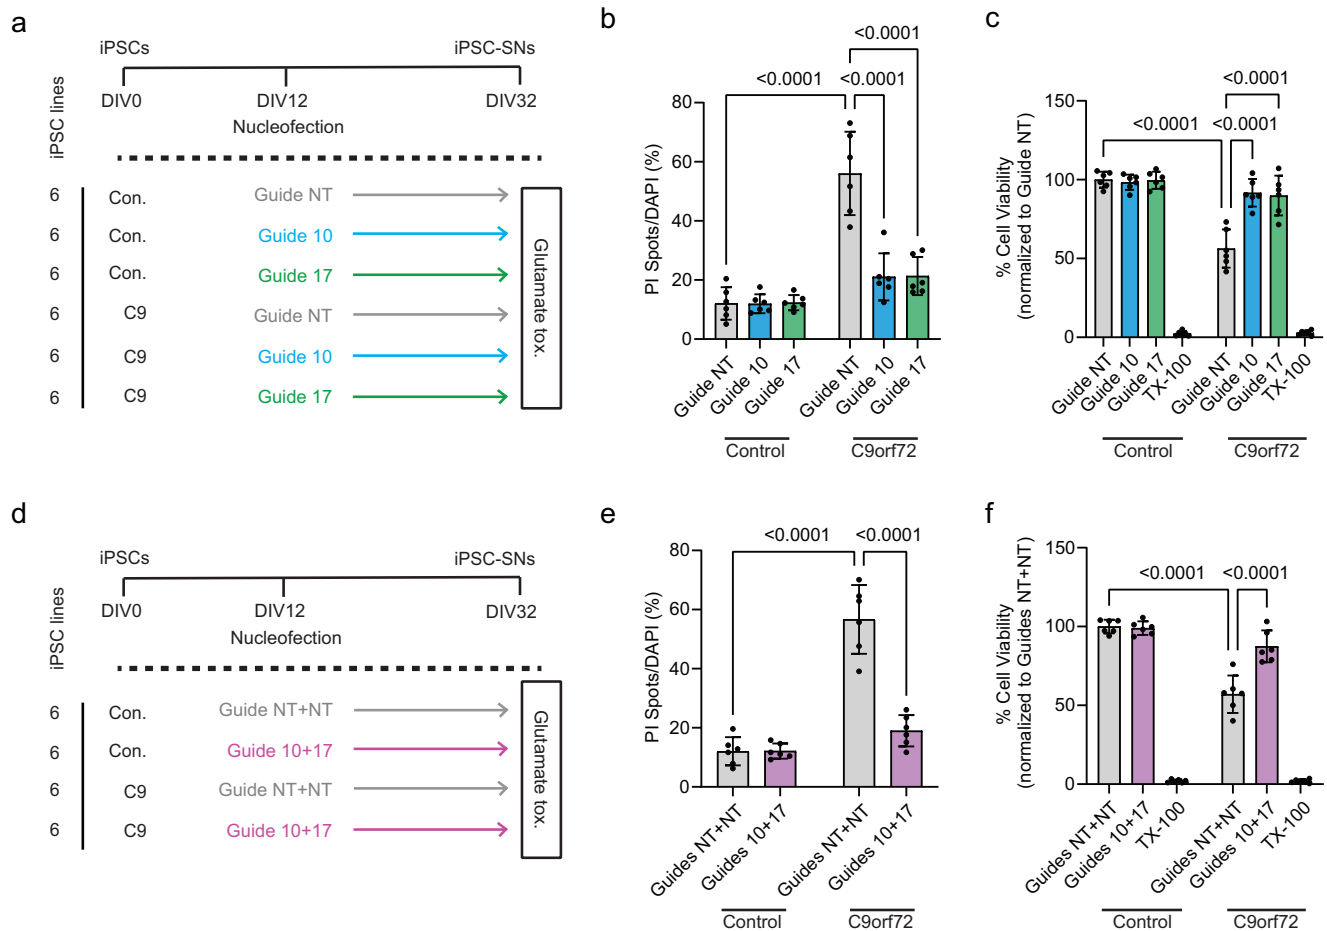 a
iPSCs
iPSC-SNs
DIV0
DIV12
DIV32
Nucleofection
iPSC lines
6 Con. Guide NT
6 Con. Guide 10
6 Con. Guide 17
6 C9 Guide NT
6 C9 Guide 10
6 C9 Guide 17
Glutamate tox.
b
<0.0001
<0.0001 <0.0001
PI Spots/DAPI (%)
80
60
40
20
0
Guide NT
Guide 10
Guide 17
Guide NT
Guide 10
Guide 17
Control
C9orf72
c
<0.0001
<0.0001 <0.0001
% Cell Viability
(normalized to Guide NT)
150
100
50
0
Guide NT
Guide 10
Guide 17
TX-100
Guide NT
Guide 10
Guide 17
TX-100
Control
C9orf72
d
iPSCs
iPSC-SNs
DIV0
DIV12
DIV32
Nucleofection
iPSC lines
6 Con. Guide NT+NT
6 Con. Guide 10+17
6 C9 Guide NT+NT
6 C9 Guide 10+17
Glutamate tox.
e
<0.0001 <0.0001
PI Spots/DAPI (%)
80
60
40
20
0
Guides NT+NT
Guides 10+17
Guides NT+NT
Guides 10+17
Control
C9orf72
f
<0.0001 <0.0001
% Cell Viability
(normalized to Guides NT+NT)
150
100
50
0
Guides NT+NT
Guides 10+17
TX-100
Guides NT+NT
Guides 10+17
TX-100
Control
C9orf72